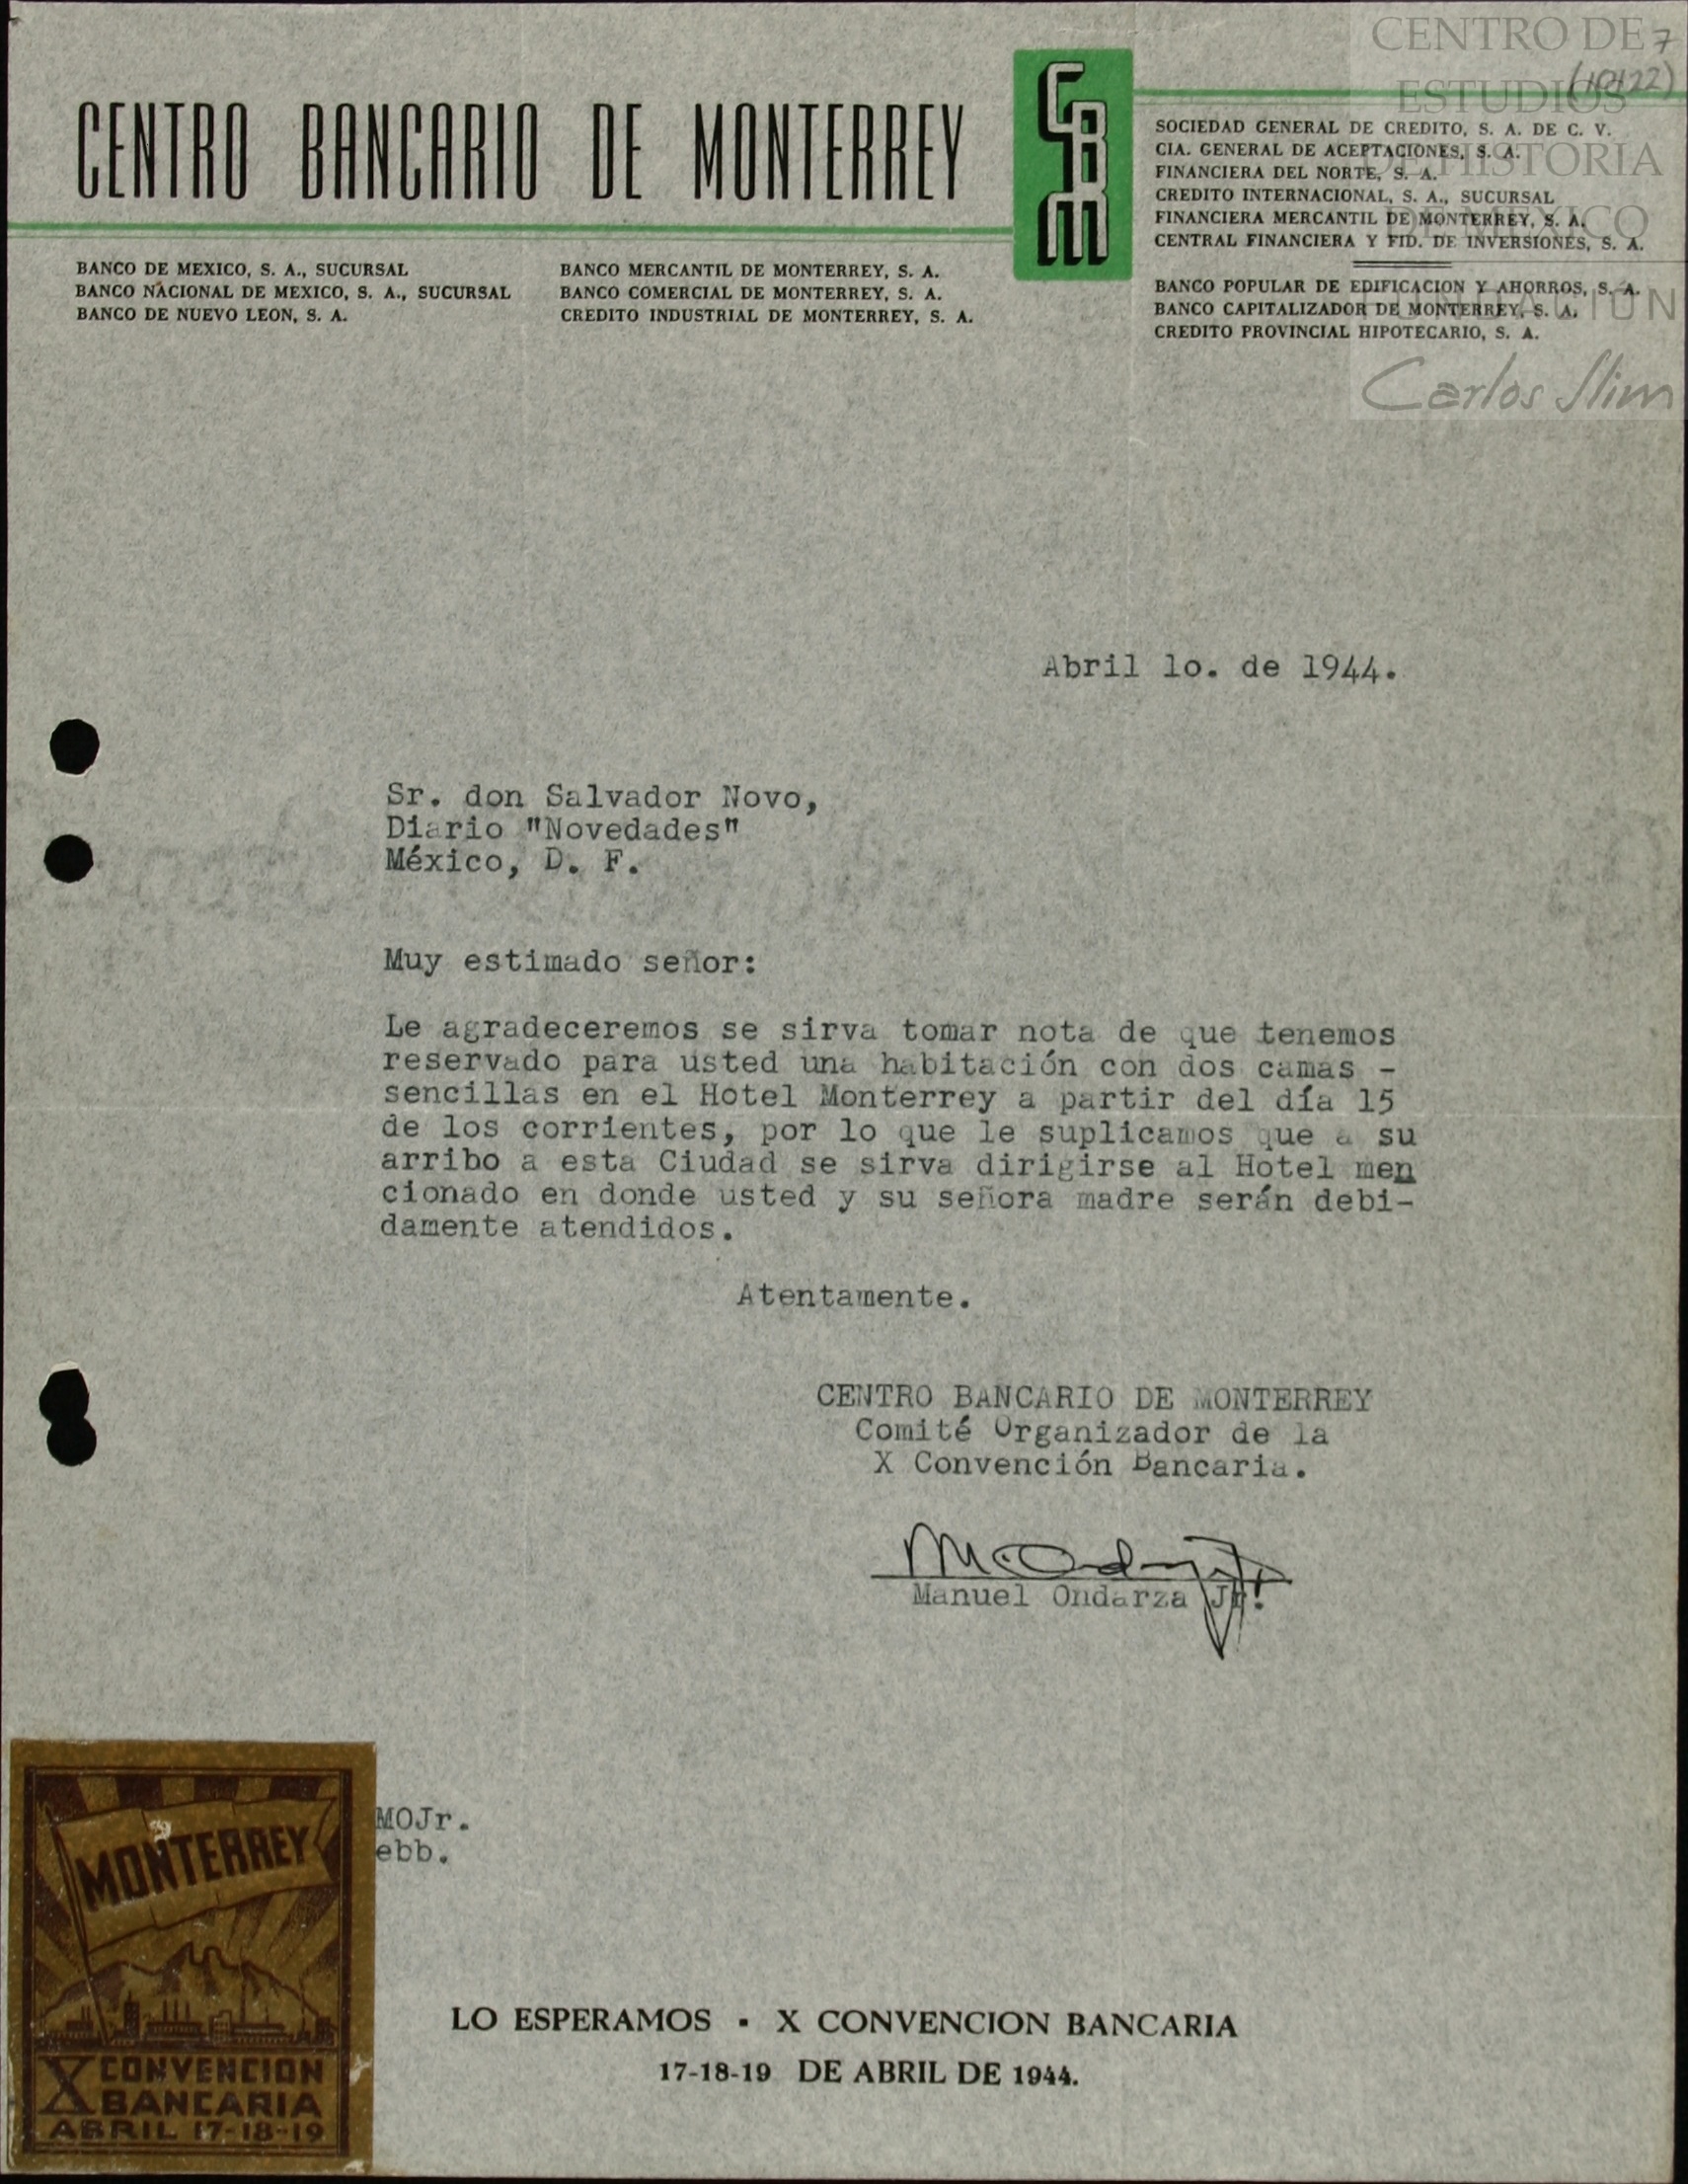 CENTRO DE
ESTUDIOS
DE HISTORIA
DE MÉXICO
Carlos Slim
7
(10122)
CENTRO BANCARIO DE MONTERREY
CBM
BANCO DE MEXICO, S. A., SUCURSAL
BANCO NACIONAL DE MEXICO, S. A., SUCURSAL
BANCO DE NUEVO LEON, S. A.
BANCO MERCANTIL DE MONTERREY, S. A.
BANCO COMERCIAL DE MONTERREY, S. A.
CREDITO INDUSTRIAL DE MONTERREY, S. A.
SOCIEDAD GENERAL DE CREDITO, S. A. DE C. V.
CIA. GENERAL DE ACEPTACIONES, S. A.
FINANCIERA DEL NORTE, S. A.
CREDITO INTERNACIONAL, S. A., SUCURSAL
FINANCIERA MERCANTIL DE MONTERREY, S. A.
CENTRAL FINANCIERA Y FID. DE INVERSIONES, S. A.
BANCO POPULAR DE EDIFICACION Y AHORROS, S. A.
BANCO CAPITALIZADOR DE MONTERREY, S. A.
CREDITO PROVINCIAL HIPOTECARIO, S. A.
Abril 1o. de 1944.
Sr. don Salvador Novo,
Diario "Novedades"
México, D. F.
Muy estimado señor:
Le agradeceremos se sirva tomar nota de que tenemos
reservado para usted una habitación con dos camas -
sencillas en el Hotel Monterrey a partir del día 15
de los corrientes, por lo que le suplicamos que a su
arribo a esta Ciudad se sirva dirigirse al Hotel men
cionado en donde usted y su señora madre serán debi-
damente atendidos.
Atentamente.
CENTRO BANCARIO DE MONTERREY
Comité Organizador de la
X Convención Bancaria.
Manuel Ondarza Jr.
MOJr.
ebb.
MONTERREY
X CONVENCION
BANCARIA
ABRIL 17-18-19
LO ESPERAMOS - X CONVENCION BANCARIA
17-18-19 DE ABRIL DE 1944.